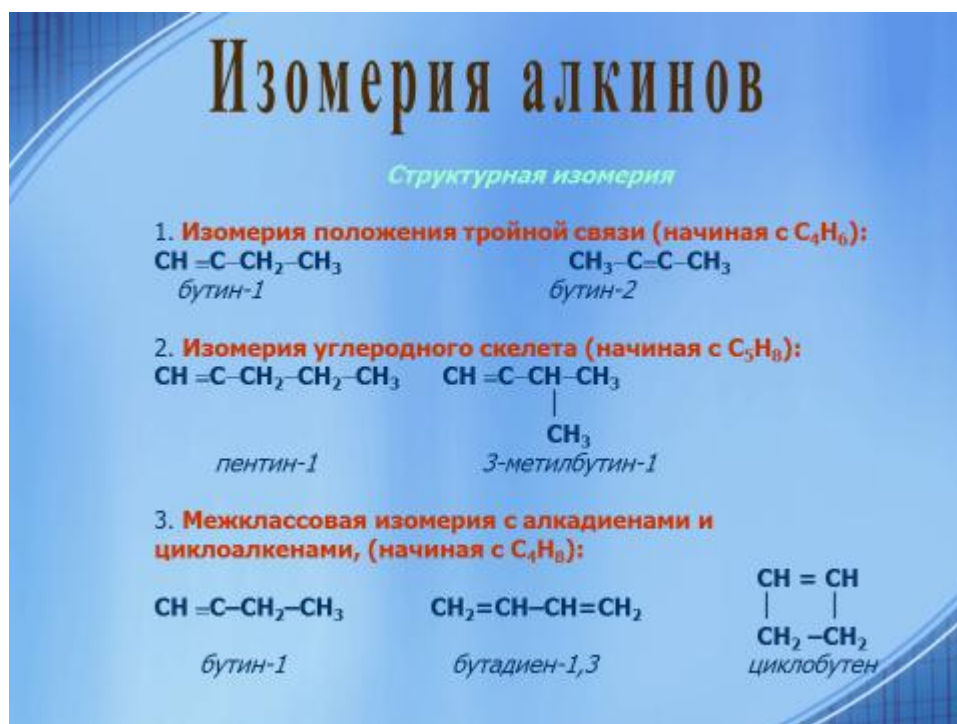 Изомерия алкинов
Структурная изомерия
1. Изомерия положения тройной связи (начиная с C₄H₆):
CH ≡C–CH₂–CH₃ CH₃–C≡C–CH₃
бутин-1 бутин-2
2. Изомерия углеродного скелета (начиная с C₅H₈):
CH ≡C–CH₂–CH₂–CH₃ CH ≡C–CH–CH₃
|
CH₃
пентин-1 3-метилбутин-1
3. Межклассовая изомерия с алкадиенами и
циклоалкенами, (начиная с C₄H₈):
CH = CH
| |
CH ≡C–CH₂–CH₃ CH₂=CH–CH=CH₂
CH₂ –CH₂
бутин-1 бутадиен-1,3 циклобутен